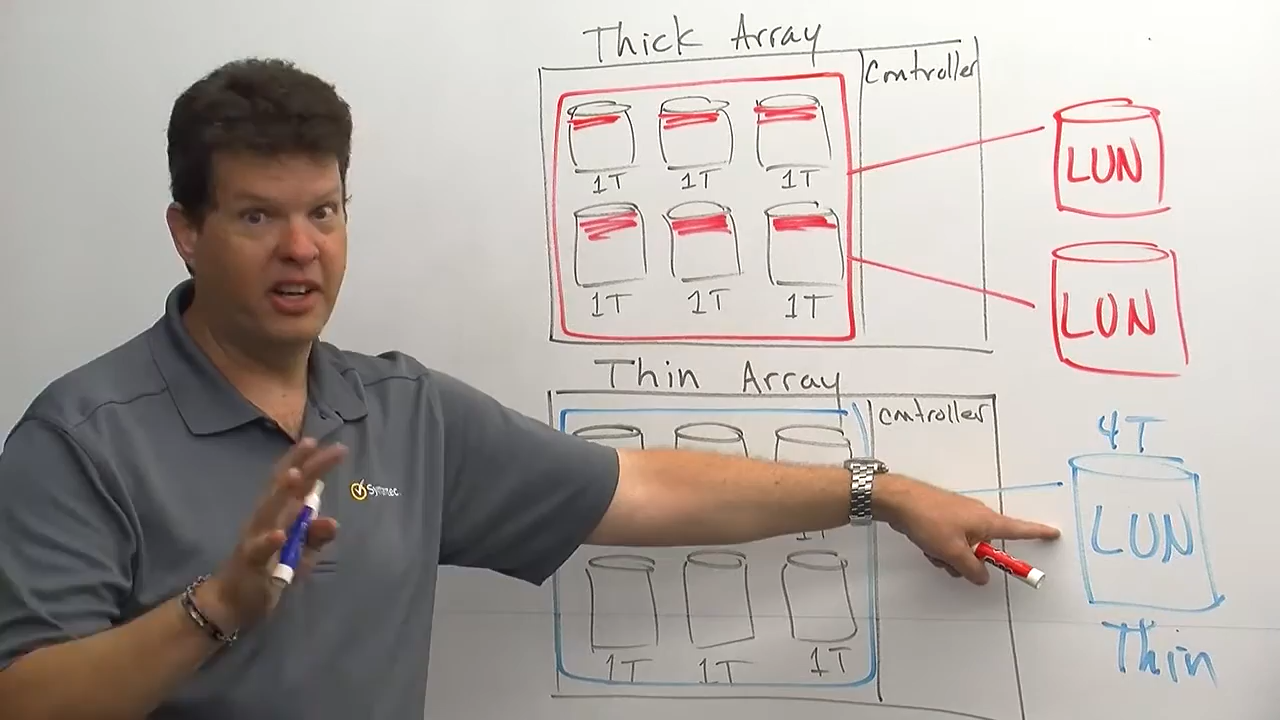 Thick Array
Controller
1T 1T 1T
LUN
1T 1T 1T
LUN
Thin Array
Controller
4T
LUN
1T
1T 1T 1T
Thin